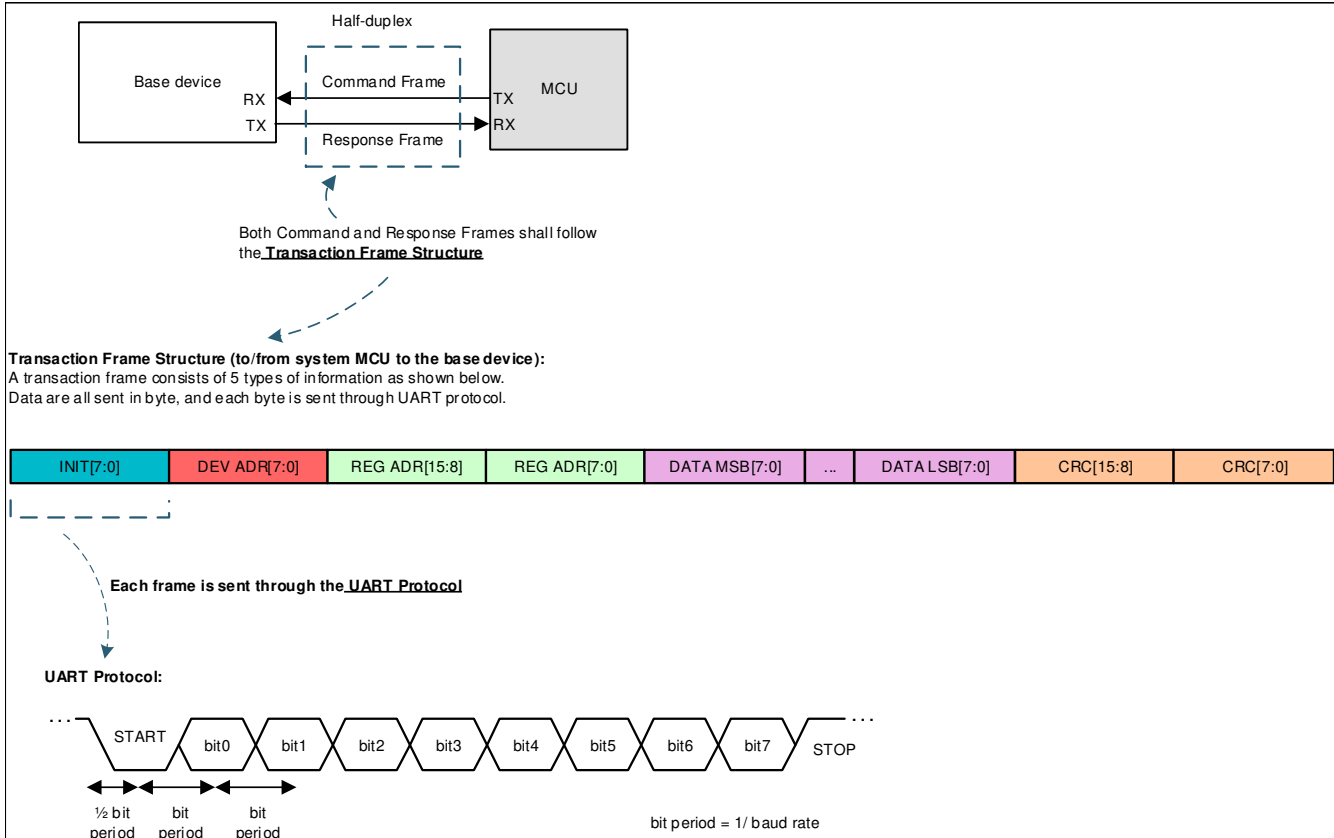 Half-duplex
Base device
Command Frame
MCU
RX
TX
TX
RX
Response Frame
Both Command and Response Frames shall follow
the Transaction Frame Structure
Transaction Frame Structure (to/from system MCU to the base device):
A transaction frame consists of 5 types of information as shown below.
Data are all sent in byte, and each byte is sent through UART protocol.
INIT[7:0] DEV ADR[7:0] REG ADR[15:8] REG ADR[7:0] DATA MSB[7:0] ... DATA LSB[7:0] CRC[15:8] CRC[7:0]
Each frame is sent through the UART Protocol
UART Protocol:
... START bit0 bit1 bit2 bit3 bit4 bit5 bit6 bit7 STOP ...
½ bit period
bit period
bit period
bit period = 1/ baud rate